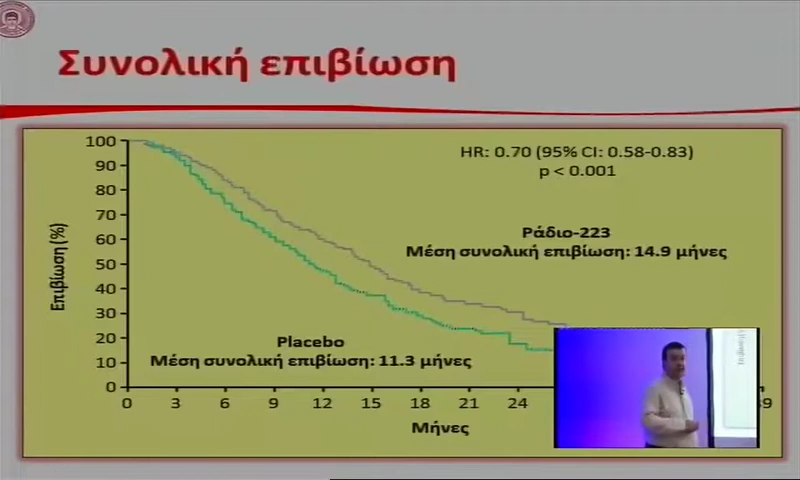 Συνολική επιβίωση
HR: 0.70 (95% CI: 0.58-0.83)
p < 0.001
Ράδιο-223
Μέση συνολική επιβίωση: 14.9 μήνες
Placebo
Μέση συνολική επιβίωση: 11.3 μήνες
Επιβίωση (%)
100
90
80
70
60
50
40
30
20
10
0
0 3 6 9 12 15 18 21 24
Μήνες